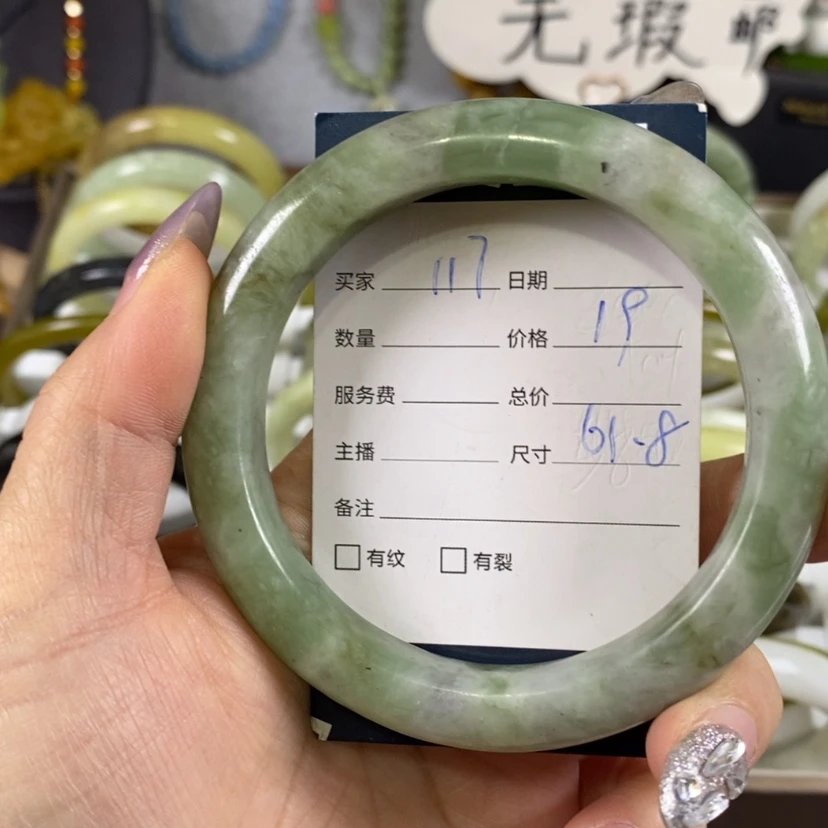 无瑕
买家 117 日期
数量 价格 19
服务费 总价
主播 尺寸 61.8
备注
有纹 有裂